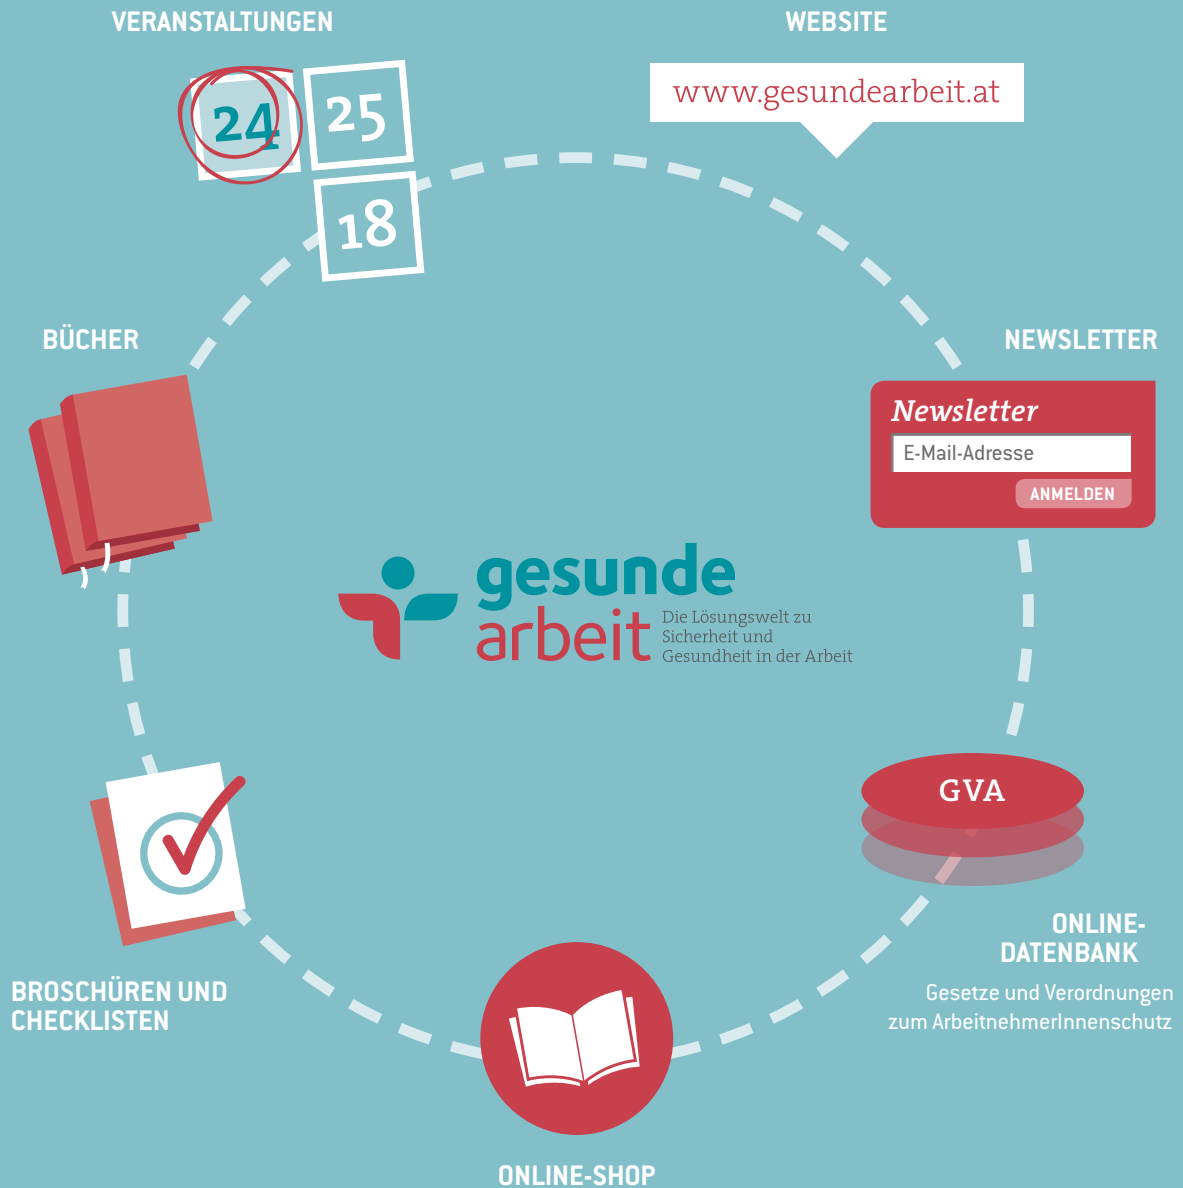 VERANSTALTUNGEN
WEBSITE
24
25
18
www.gesundearbeit.at
BÜCHER
NEWSLETTER
Newsletter
E-Mail-Adresse
ANMELDEN
gesunde
arbeit
Die Lösungswelt zu
Sicherheit und
Gesundheit in der Arbeit
GVA
ONLINE-
DATENBANK
Gesetze und Verordnungen
zum ArbeitnehmerInnenschutz
BROSCHÜREN UND
CHECKLISTEN
ONLINE-SHOP